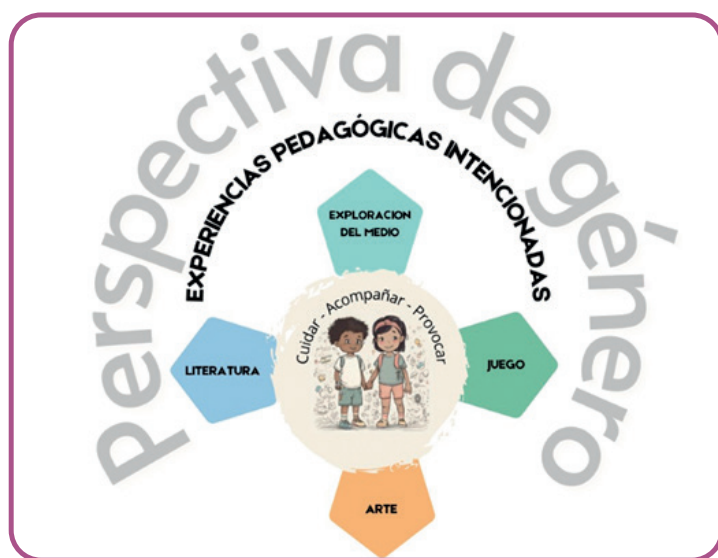 Perspectiva de género
EXPERIENCIAS PEDAGÓGICAS INTENCIONADAS
EXPLORACION
DEL MEDIO
Cuidar - Acompañar - Provocar
LITERATURA
JUEGO
ARTE